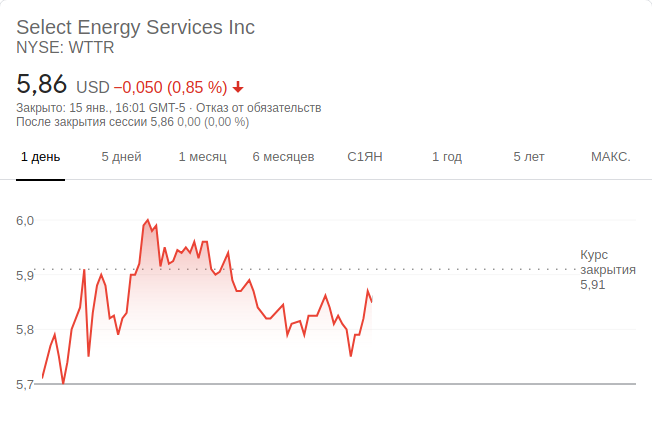 Select Energy Services Inc
NYSE: WTTR
5,86 USD −0,050 (0,85 %)
Закрыто: 15 янв., 16:01 GMT-5 · Отказ от обязательств
После закрытия сессии 5,86 0,00 (0,00 %)
1 день 5 дней 1 месяц 6 месяцев С1ЯН 1 год 5 лет МАКС.
6,0
5,9
5,8
5,7
Курс
закрытия
5,91